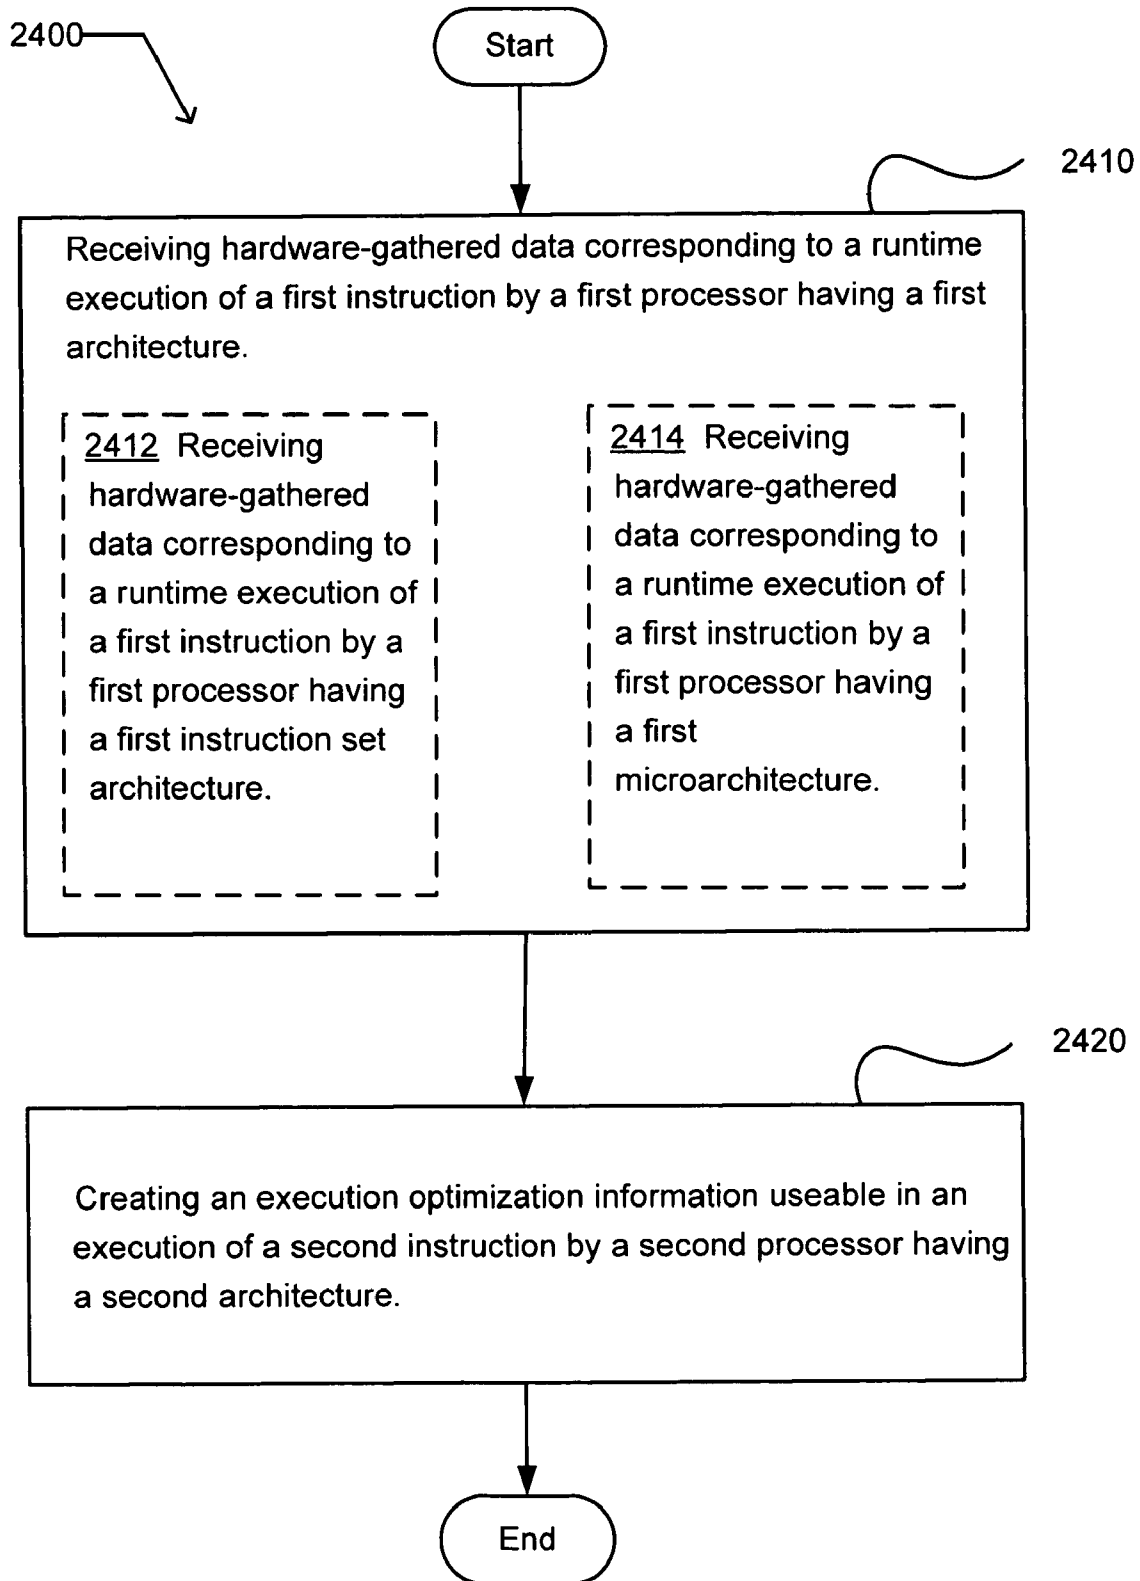 2400
Start
2410
Receiving hardware-gathered data corresponding to a runtime
execution of a first instruction by a first processor having a first
architecture.
2412 Receiving
hardware-gathered
data corresponding to
a runtime execution of
a first instruction by a
first processor having
a first instruction set
architecture.
2414 Receiving
hardware-gathered
data corresponding to
a runtime execution of
a first instruction by a
first processor having
a first
microarchitecture.
2420
Creating an execution optimization information useable in an
execution of a second instruction by a second processor having
a second architecture.
End